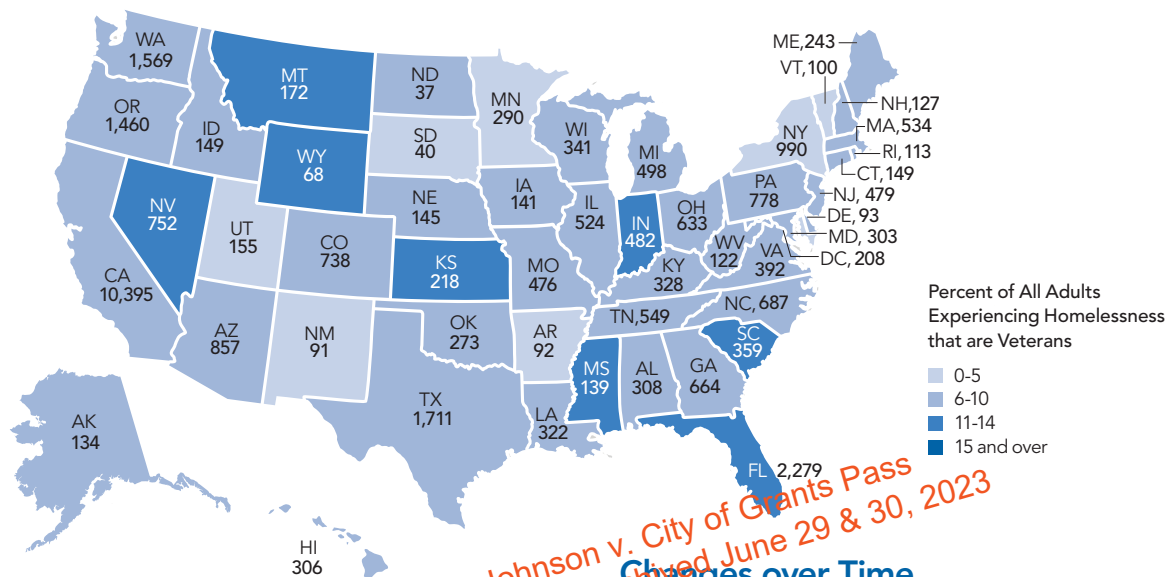 WA
1,569
OR
1,460
ID
149
MT
172
WY
68
NV
752
UT
155
CO
738
CA
10,395
AZ
857
NM
91
ND
37
SD
40
NE
145
KS
218
OK
273
TX
1,711
MN
290
IA
141
MO
476
AR
92
LA
322
WI
341
IL
524
MI
498
IN
482
OH
633
KY
328
TN,549
MS
139
AL
308
GA
664
FL 2,279
SC
359
NC, 687
VA
392
WV
122
PA
778
NY
990
ME,243
VT,100
NH,127
MA,534
RI, 113
CT, 149
NJ, 479
DE, 93
MD, 303
DC, 208
AK
134
HI
306
Percent of All Adults
Experiencing Homelessness
that are Veterans
0-5
6-10
11-14
15 and over
Johnson v. City of Grants Pass
June 29 & 30, 2023
Changes over Time